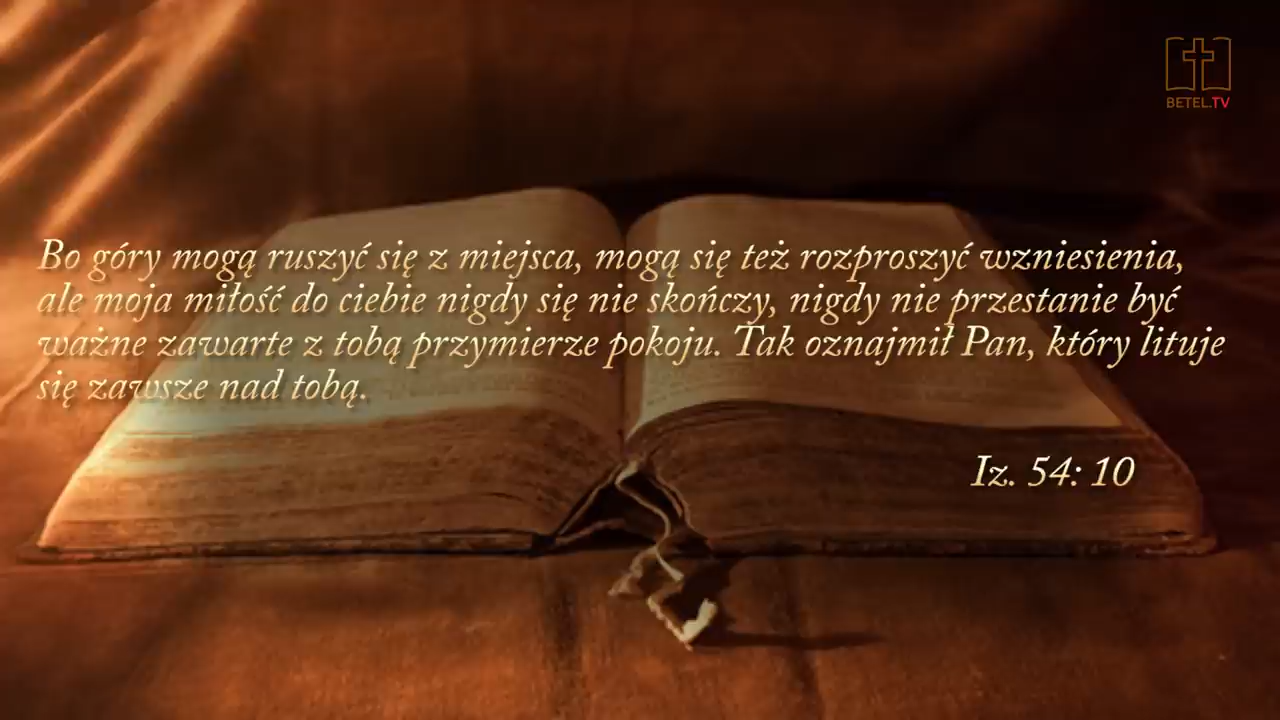 BETEL.TV
Bo góry mogą ruszyć się z miejsca, mogą się też rozproszyć wzniesienia,
ale moja miłość do ciebie nigdy się nie skończy, nigdy nie przestanie być
ważne zawarte z tobą przymierze pokoju. Tak oznajmił Pan, który lituje
się zawsze nad tobą.
Iz. 54: 10